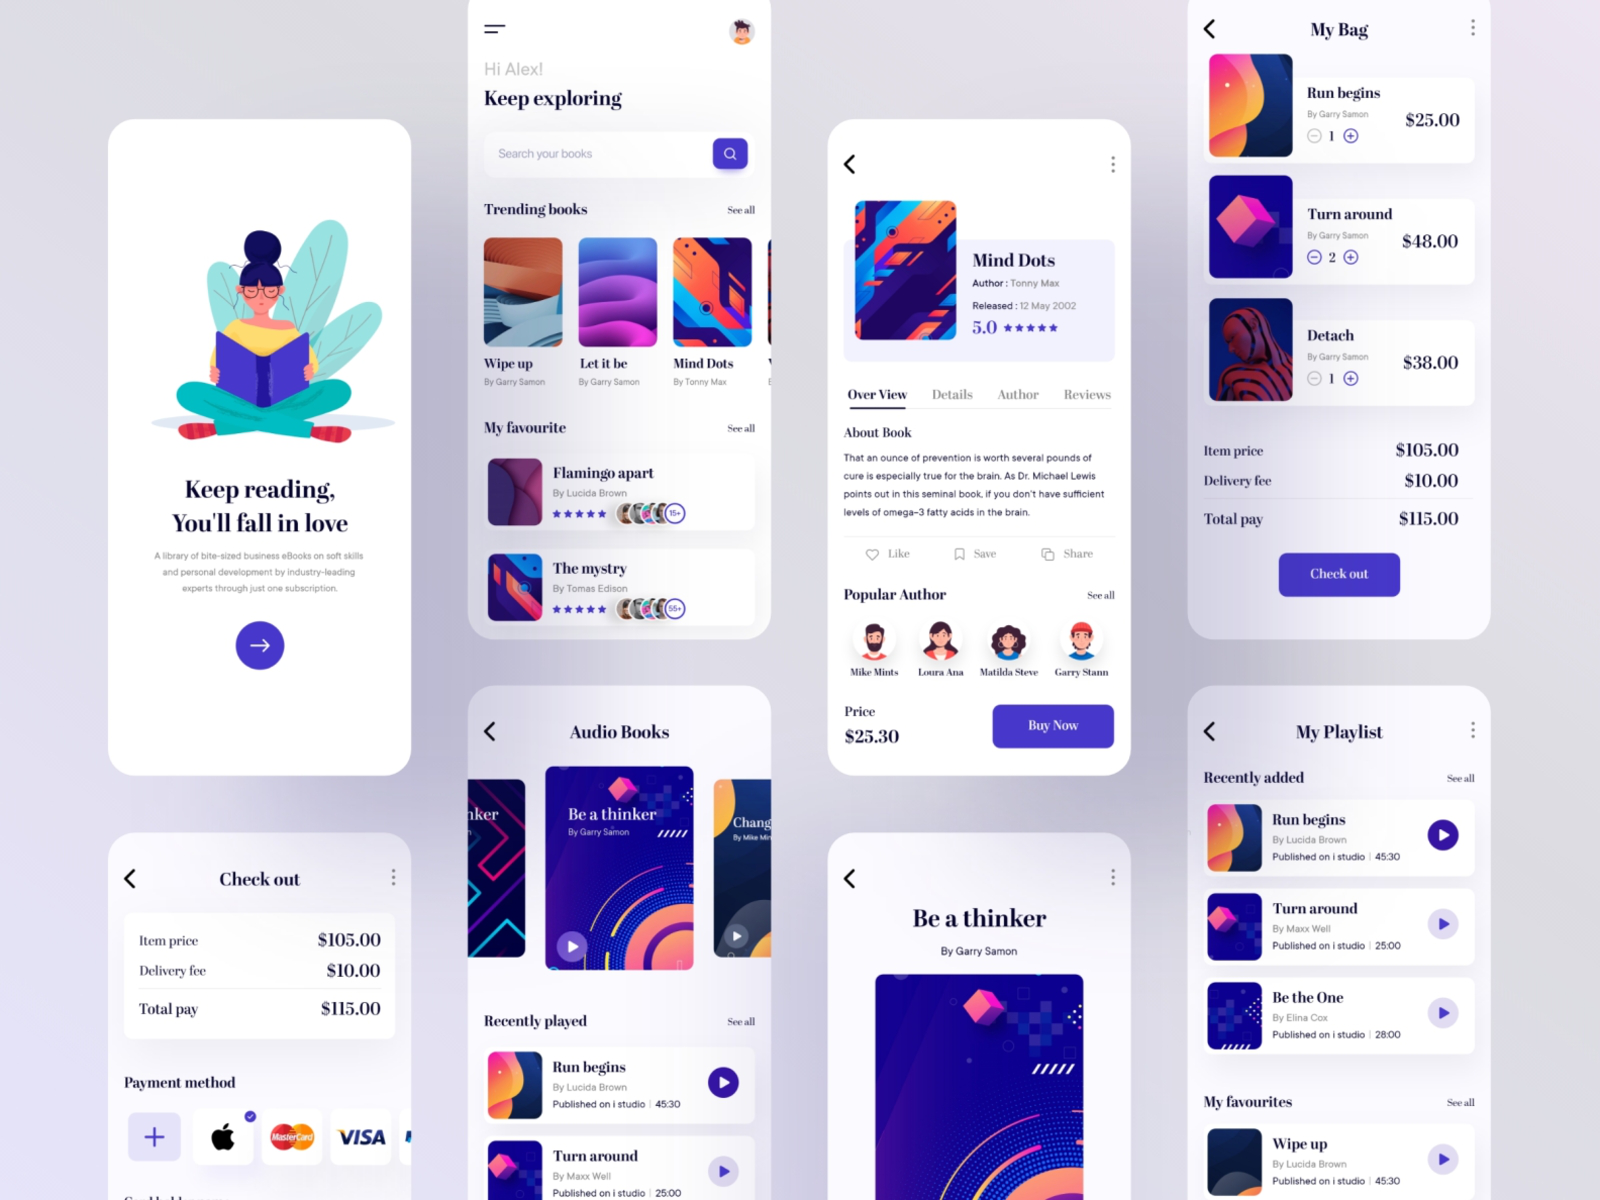 Keep reading,
You'll fall in love
A library of bite-sized business eBooks on soft skills
and personal development by industry-leading
experts through just one subscription.
Check out
Item price $105.00
Delivery fee $10.00
Total pay $115.00
Payment method
MasterCard
VISA
Hi Alex!
Keep exploring
Search your books
Trending books See all
Wipe up
By Garry Samon
Let it be
By Garry Samon
Mind Dots
By Tonny Max
My favourite See all
Flamingo apart
By Lucida Brown
15+
The mystry
By Tomas Edison
55+
Audio Books
nker
Be a thinker
By Garry Samon
Chang
By Mike Min
Recently played See all
Run begins
By Lucida Brown
Published on i studio | 45:30
Turn around
By Maxx Well
Published on i studio | 25:00
Mind Dots
Author : Tonny Max
Released : 12 May 2002
5.0
Over View Details Author Reviews
About Book
That an ounce of prevention is worth several pounds of
cure is especially true for the brain. As Dr. Michael Lewis
points out in this seminal book, if you don't have sufficient
levels of omega-3 fatty acids in the brain.
Like Save Share
Popular Author See all
Mike Mints Loura Ana Matilda Steve Garry Stann
Price
$25.30
Buy Now
Be a thinker
By Garry Samon
My Bag
Run begins
By Garry Samon
1
$25.00
Turn around
By Garry Samon
2
$48.00
Detach
By Garry Samon
1
$38.00
Item price $105.00
Delivery fee $10.00
Total pay $115.00
Check out
My Playlist
Recently added See all
Run begins
By Lucida Brown
Published on i studio | 45:30
Turn around
By Maxx Well
Published on i studio | 25:00
Be the One
By Elina Cox
Published on i studio | 28:00
My favourites See all
Wipe up
By Lucida Brown
Published on i studio | 45:30